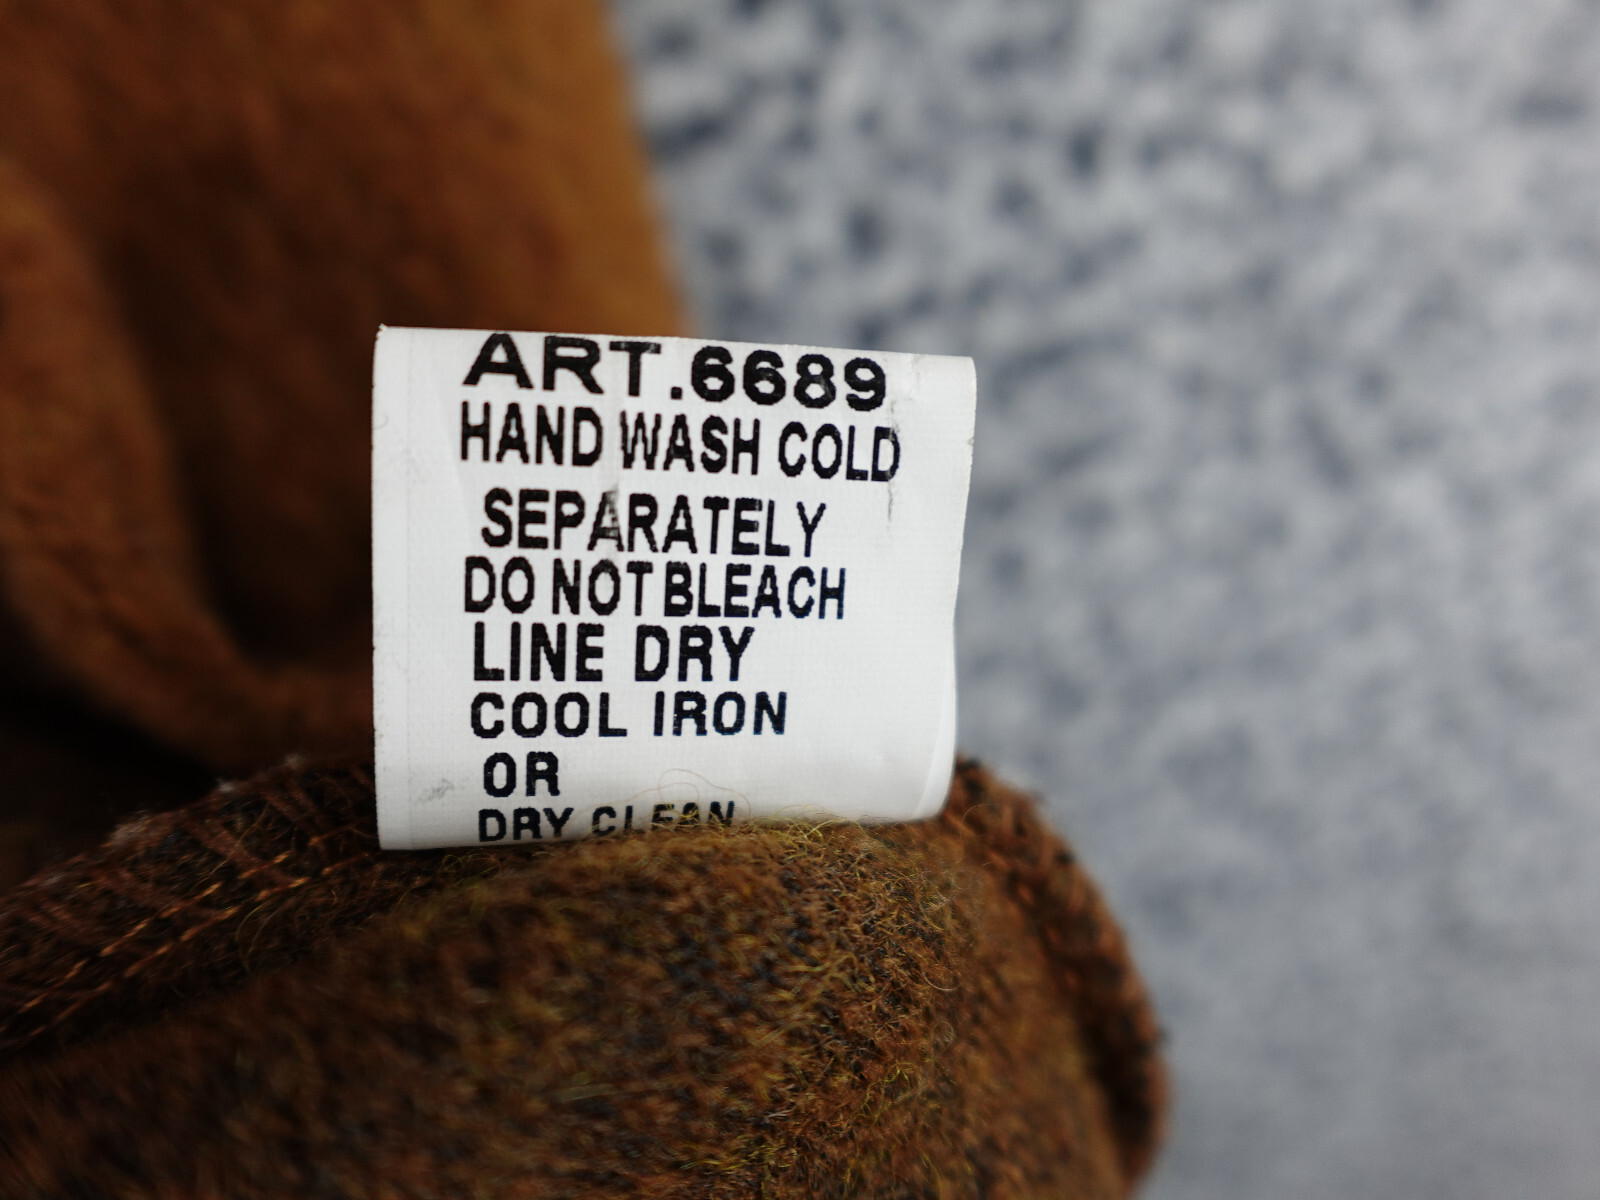 ART.6689
HAND WASH COLD
SEPARATELY
DO NOT BLEACH
LINE DRY
COOL IRON
OR
DRY CLEAN